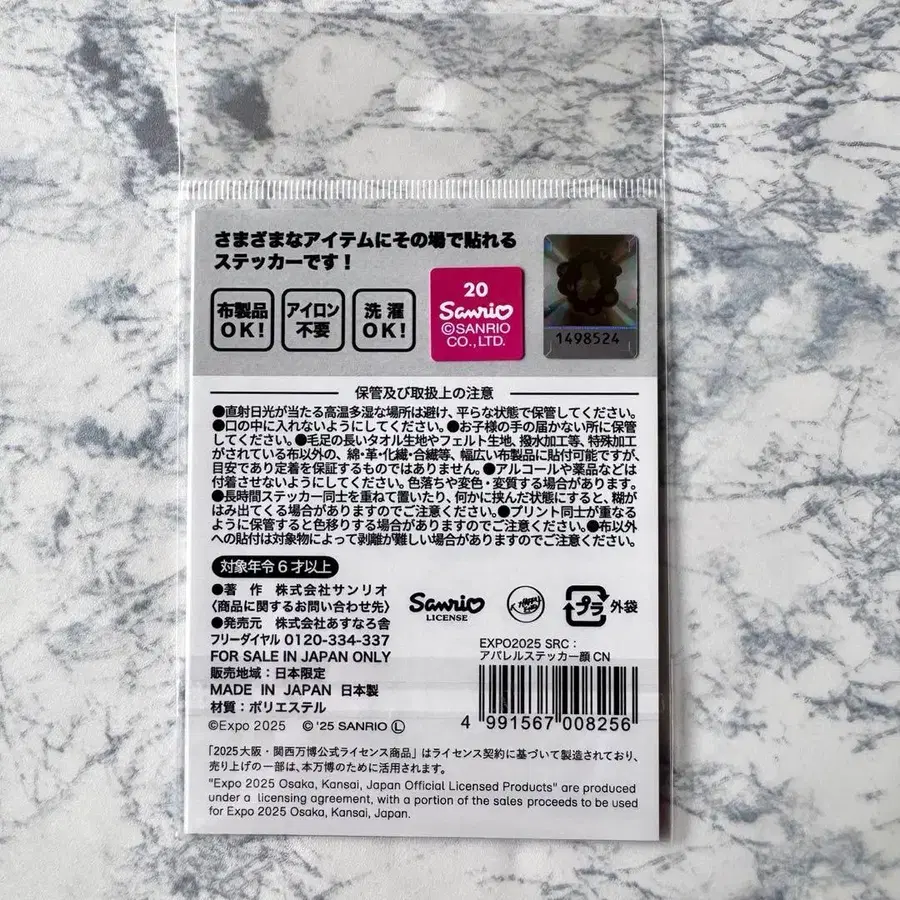 さまざまなアイテムにその場で貼れる
ステッカーです!
布製品
OK!
アイロン
不要
洗濯
OK!
20
Sanrio
©SANRIO
CO.,LTD.
1498524
保管及び取扱上の注意
●直射日光が当たる高温多湿な場所は避け、平らな状態で保管してください。
●口の中に入れないようにしてください。●お子様の手の届かない所に保管
してください。●毛足の長いタオル生地やフェルト生地、撥水加工等、特殊加工
がされている布以外の、綿・革・化繊・合繊等、幅広い布製品に貼付可能ですが、
目安であり定着を保証するものではありません。●アルコールや薬品などは
付着させないようにしてください。色落ちや変色・変質する場合があります。
●長時間ステッカー同士を重ねて置いたり、何かに挟んだ状態にすると、糊が
はみ出てくる場合がありますのでご注意ください。●プリント同士が重なる
ように保管すると色移りする場合がありますのでご注意ください。●布以外
への貼付は対象物によって剥離が難しい場合がありますのでご注意ください。
対象年令6才以上
●著 作 株式会社サンリオ
〈商品に関するお問い合わせ先〉
●発売元 株式会社あすなろ舎
フリーダイヤル 0120-334-337
FOR SALE IN JAPAN ONLY
販売地域:日本限定
MADE IN JAPAN 日本製
材質:ポリエステル
©Expo 2025 © '25 SANRIO Ⓛ
Sanrio
LICENSE
プラ 外袋
EXPO2025 SRC:
アパレルステッカー顔 CN
4 991567 008256
「2025大阪・関西万博公式ライセンス商品」はライセンス契約に基づいて製造されており、
売り上げの一部は、本万博のために活用されます。
"Expo 2025 Osaka, Kansai, Japan Official Licensed Products" are produced
under a licensing agreement, with a portion of the sales proceeds to be used
for Expo 2025 Osaka, Kansai, Japan.